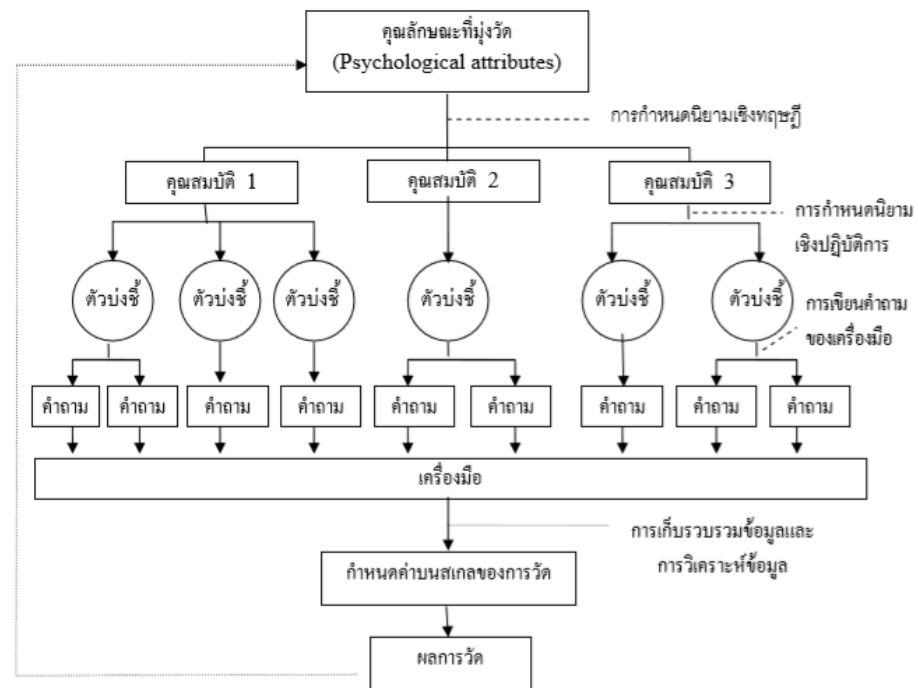 คุณลักษณะที่มุ่งวัด
(Psychological attributes)
การกำหนดนิยามเชิงทฤษฎี
คุณสมบัติ 1
คุณสมบัติ 2
คุณสมบัติ 3
การกำหนดนิยาม
เชิงปฏิบัติการ
ตัวบ่งชี้
ตัวบ่งชี้
ตัวบ่งชี้
ตัวบ่งชี้
ตัวบ่งชี้
ตัวบ่งชี้
การเขียนคำถาม
ของเครื่องมือ
คำถาม
คำถาม
คำถาม
คำถาม
คำถาม
คำถาม
คำถาม
คำถาม
คำถาม
เครื่องมือ
การเก็บรวบรวมข้อมูลและ
การวิเคราะห์ข้อมูล
กำหนดค่าบนสเกลของการวัด
ผลการวัด